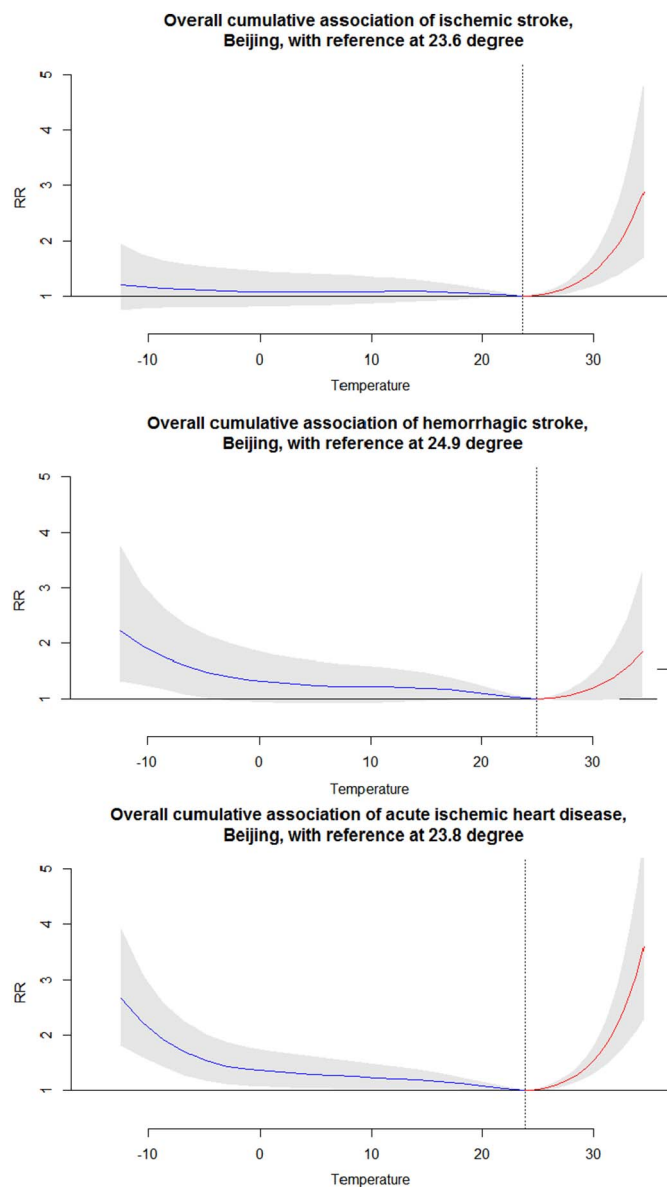 Overall cumulative association of ischemic stroke,
Beijing, with reference at 23.6 degree
5
4
3
2
1
RR
-10 0 10 20 30
Temperature
Overall cumulative association of hemorrhagic stroke,
Beijing, with reference at 24.9 degree
5
4
3
2
1
RR
-10 0 10 20 30
Temperature
Overall cumulative association of acute ischemic heart disease,
Beijing, with reference at 23.8 degree
5
4
3
2
1
RR
-10 0 10 20 30
Temperature